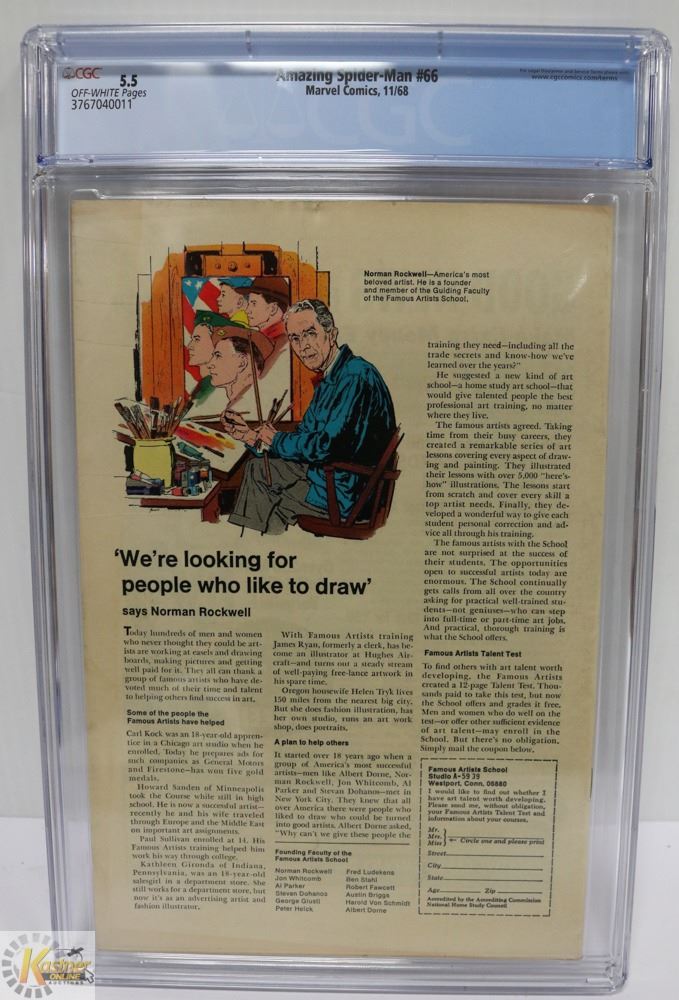 CGC 5.5
OFF-WHITE Pages
3767040011
Amazing Spider-Man #66
Marvel Comics, 11/68
www.cgccomics.com/terms
CGC
Norman Rockwell—America's most
beloved artist. He is a founder
and member of the Guiding Faculty
of the Famous Artists School.
'We're looking for
people who like to draw'
says Norman Rockwell
Today hundreds of men and women
who never thought they could be art-
ists are working at easels and drawing
boards, making pictures and getting
well paid for it. They all can thank a
group of famous artists who have de-
voted much of their time and talent
to helping others find success in art.
Some of the people the
Famous Artists have helped
Carl Kock was an 18-year-old appren-
tice in a Chicago art studio when he
enrolled. Today he prepares ads for
such companies as General Motors
and Firestone—has won five gold
medals.
Howard Sanden of Minneapolis
took the Course while still in high
school. He is now a successful artist—
recently he and his wife traveled
through Europe and the Middle East
on important art assignments.
Paul Sullivan enrolled at 14. His
Famous Artists training helped him
work his way through college.
Kathleen Gironda of Indiana,
Pennsylvania, was an 18-year-old
salesgirl in a department store. She
still works for a department store, but
now it's as an advertising artist and
fashion illustrator.
With Famous Artists training
James Ryan, formerly a clerk, has be-
come an illustrator at Hughes Air-
craft—and turns out a steady stream
of well-paying free-lance artwork in
his spare time.
Oregon housewife Helen Tryk lives
150 miles from the nearest big city.
But she does fashion illustration, has
her own studio, runs an art work
shop, does portraits.
A plan to help others
It started over 18 years ago when a
group of America's most successful
artists—men like Albert Dorne, Nor-
man Rockwell, Jon Whitcomb, Al
Parker and Stevan Dohanos—met in
New York City. They knew that all
over America there were people who
liked to draw who could be turned
into good artists. Albert Dorne asked,
"Why can't we give these people the
Founding Faculty of the
Famous Artists School
Norman Rockwell
Jon Whitcomb
Al Parker
Stevan Dohanos
George Giusti
Peter Helck
Fred Ludekens
Ben Stahl
Robert Fawcett
Austin Briggs
Harold Von Schmidt
Albert Dorne
training they need—including all the
trade secrets and know-how we've
learned over the years?"
He suggested a new kind of art
school—a home study art school—that
would give talented people the best
professional art training, no matter
where they live.
The famous artists agreed. Taking
time from their busy careers, they
created a remarkable series of art
lessons covering every aspect of draw-
ing and painting. They illustrated
their lessons with over 5,000 "here's-
how" illustrations. The lessons start
from scratch and cover every skill a
top artist needs. Finally, they de-
veloped a wonderful way to give each
student personal correction and ad-
vice all through his training.
The famous artists with the School
are not surprised at the success of
their students. The opportunities
open to successful artists today are
enormous. The School continually
gets calls from all over the country
asking for practical well-trained stu-
dents—not geniuses—who can step
into full-time or part-time art jobs.
And practical, thorough training is
what the School offers.
Famous Artists Talent Test
To find others with art talent worth
developing, the Famous Artists
created a 12-page Talent Test. Thou-
sands paid to take this test, but now
the School offers and grades it free.
Men and women who do well on the
test—or offer other sufficient evidence
of art talent—may enroll in the
School. But there's no obligation.
Simply mail the coupon below.
Famous Artists School
Studio A-5939
Westport, Conn. 06880
I would like to find out whether I
have art talent worth developing.
Please send me, without obligation,
your Famous Artists Talent Test and
information about your courses.
Mr.
Mrs.
Miss
Circle one and please print
Street
City
State
Age Zip
Accredited by the Accrediting Commission
National Home Study Council
Kastner
ONLINE
AUCTIONS